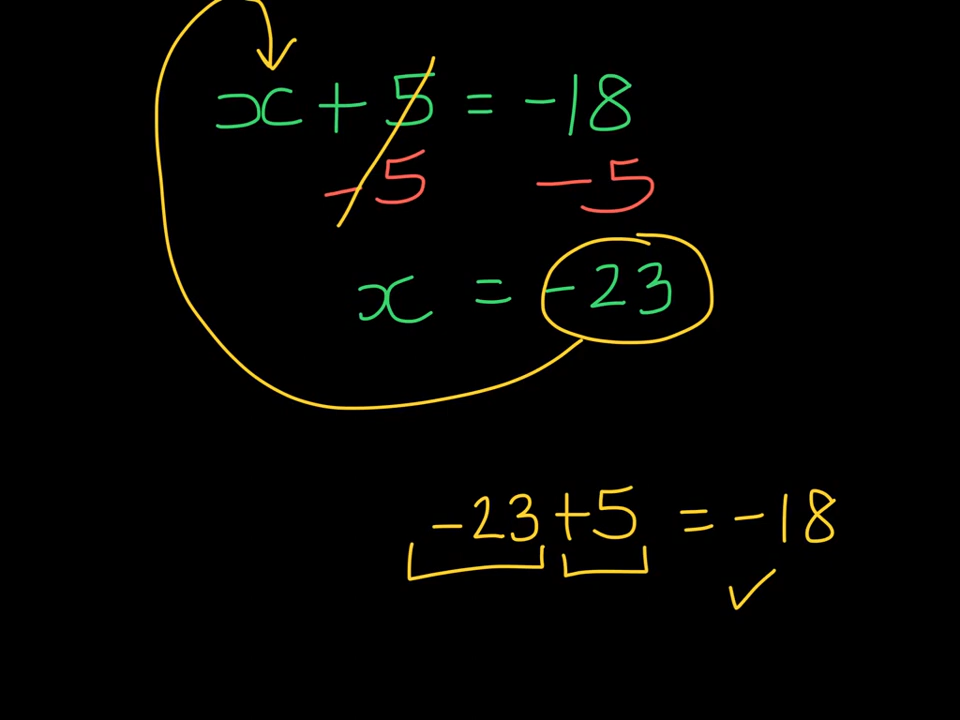 x + 5 = -18
-5 -5
x = -23
-23 + 5 = -18